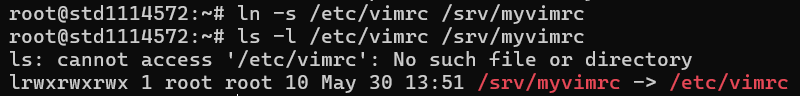 root@std1114572:~# ln -s /etc/vimrc /srv/myvimrc
root@std1114572:~# ls -l /etc/vimrc /srv/myvimrc
ls: cannot access '/etc/vimrc': No such file or directory
lrwxrwxrwx 1 root root 10 May 30 13:51 /srv/myvimrc -> /etc/vimrc